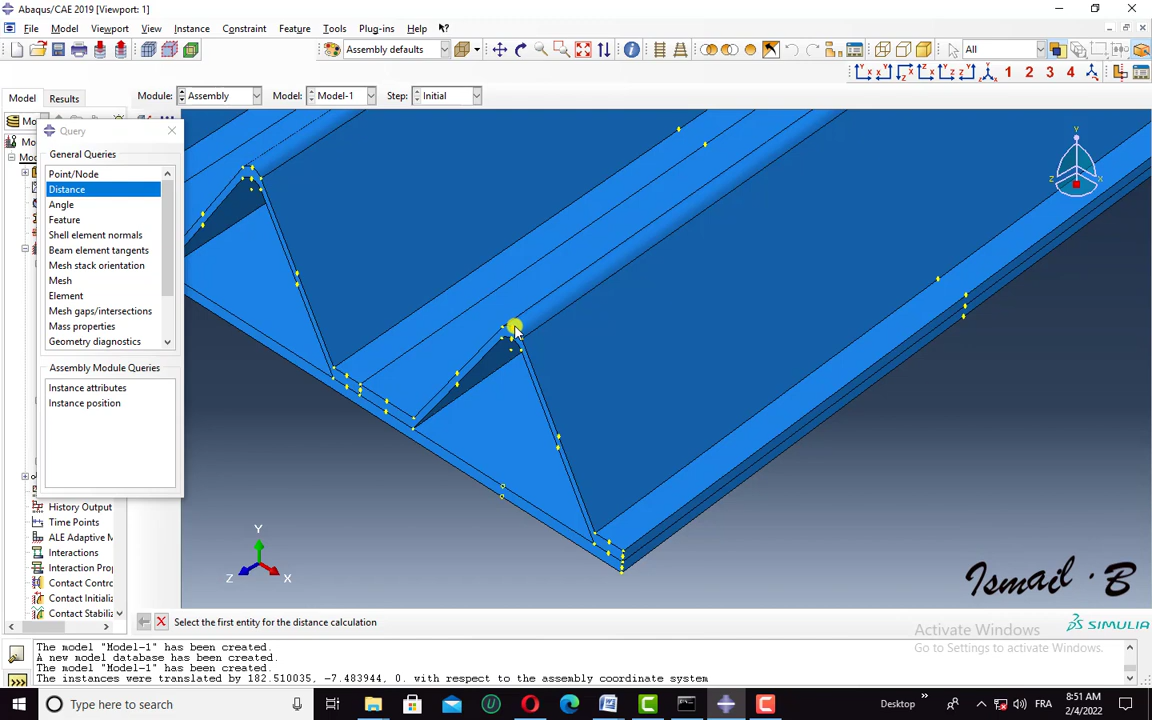 Abaqus/CAE 2019 [Viewport: 1]
File Model Viewport View Instance Constraint Feature Tools Plug-ins Help
Assembly defaults All
1 2 3 4
Model Results Module: Assembly Model: Model-1 Step: Initial
Query
General Queries
Point/Node
Distance
Angle
Feature
Shell element normals
Beam element tangents
Mesh stack orientation
Mesh
Element
Mesh gaps/intersections
Mass properties
Geometry diagnostics
Assembly Module Queries
Instance attributes
Instance position
History Output
Time Points
ALE Adaptive M
Interactions
Interaction Prop
Contact Contro
Contact Initializ
Contact Stabiliz
Y
Z X
Y
Z X
Ismail . B
Select the first entity for the distance calculation
SIMULIA
Activate Windows
Go to Settings to activate Windows.
The model "Model-1" has been created.
A new model database has been created.
The model "Model-1" has been created.
The instances were translated by 182.510035, -7.483944, 0. with respect to the assembly coordinate system
Type here to search
Desktop
FRA
8:51 AM
2/4/2022